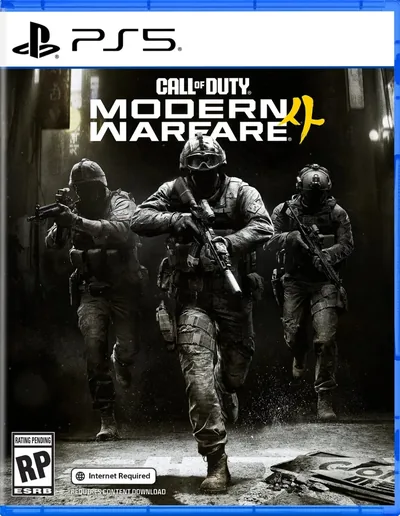 PS5
CALL OF DUTY
MODERN
WARFARE 4
RATING PENDING
RP
ESRB
Internet Required
REQUIRES CONTENT DOWNLOAD